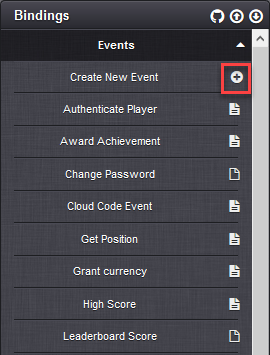 Bindings
Events
Create New Event
Authenticate Player
Award Achievement
Change Password
Cloud Code Event
Get Position
Grant currency
High Score
Leaderboard Score